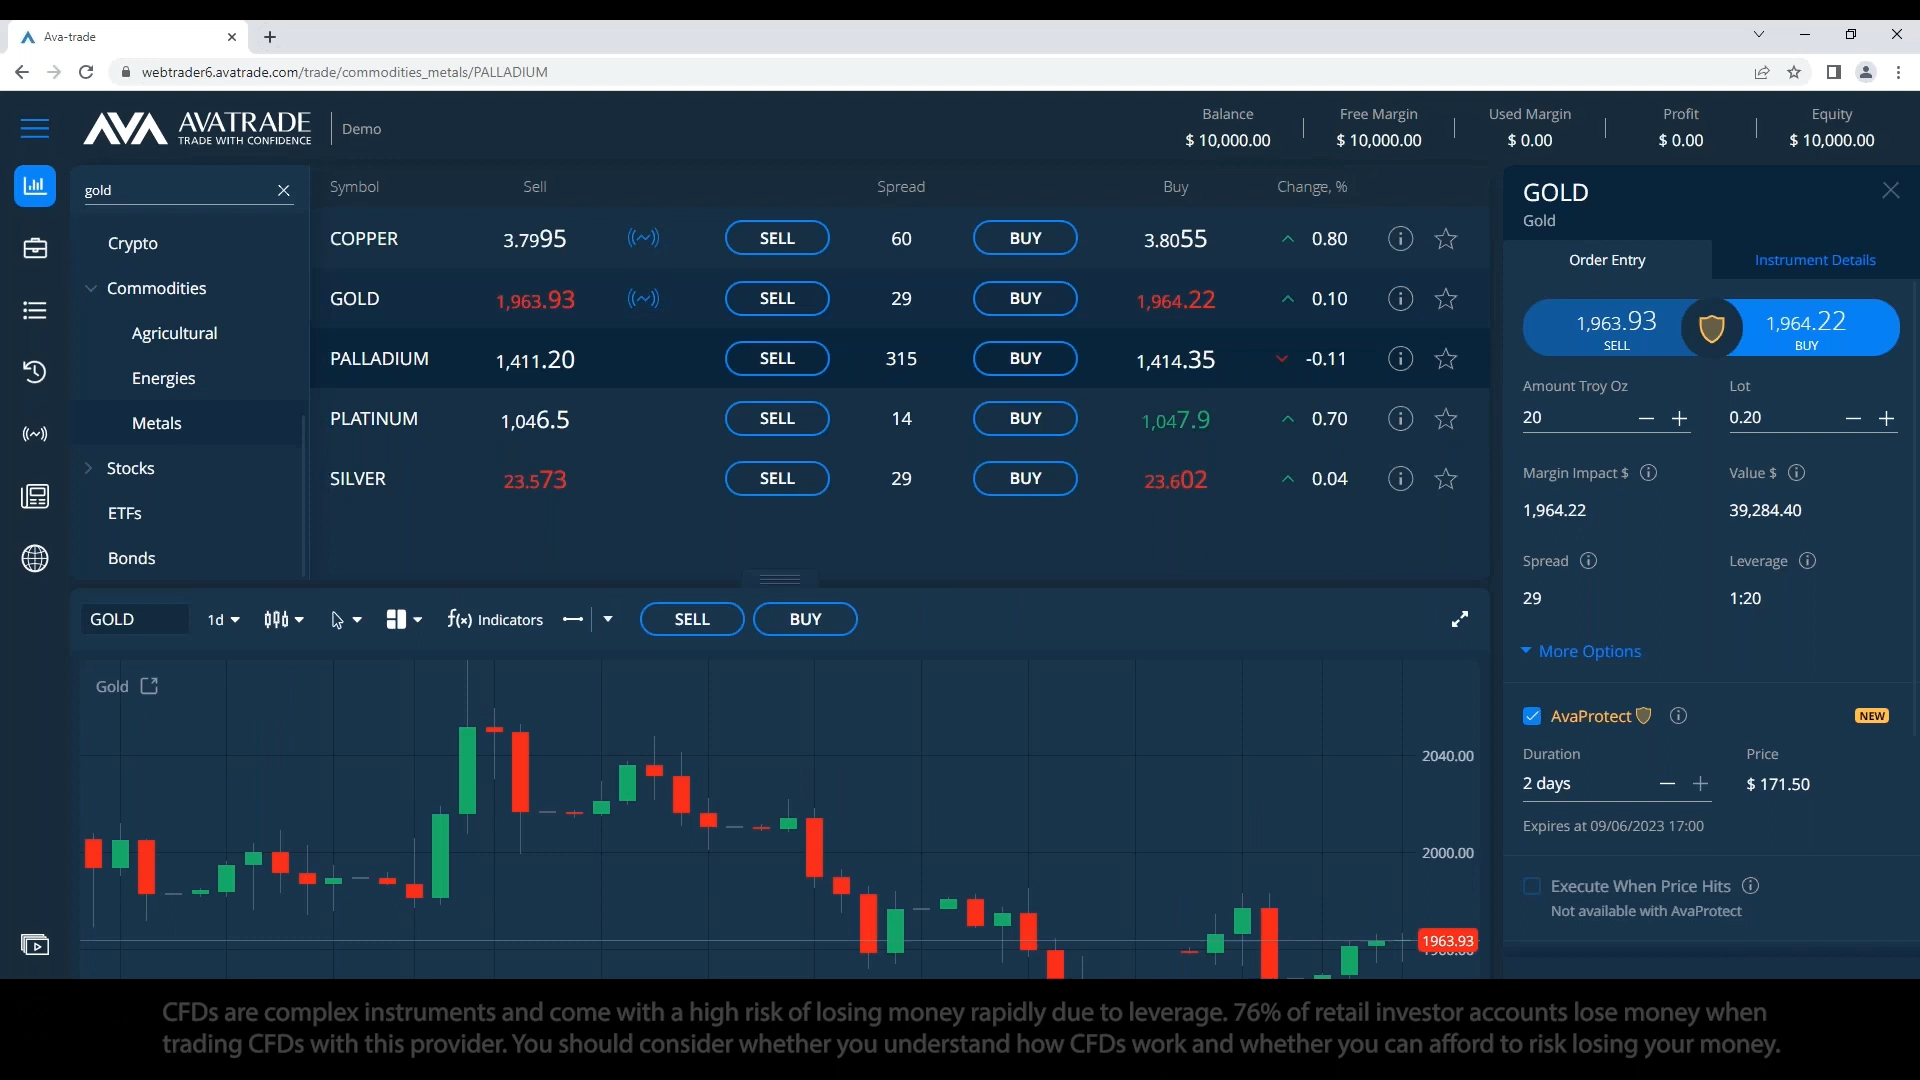 Ava-trade
webtrader6.avatrade.com/trade/commodities_metals/PALLADIUM
AVA AVATRADE Demo
TRADE WITH CONFIDENCE
Balance Free Margin Used Margin Profit Equity
$ 10,000.00 $ 10,000.00 $ 0.00 $ 0.00 $ 10,000.00
gold
Crypto
Commodities
Agricultural
Energies
Metals
Stocks
ETFs
Bonds
Symbol Sell Spread Buy Change, %
COPPER 3.7995 SELL 60 BUY 3.8055 0.80
GOLD 1,963.93 SELL 29 BUY 1,964.22 0.10
PALLADIUM 1,411.20 SELL 315 BUY 1,414.35 -0.11
PLATINUM 1,046.5 SELL 14 BUY 1,047.9 0.70
SILVER 23.573 SELL 29 BUY 23.602 0.04
GOLD 1d f(x) Indicators SELL BUY
Gold
2040.00
2000.00
1963.93
GOLD
Gold
Order Entry Instrument Details
1,963.93 1,964.22
SELL BUY
Amount Troy Oz Lot
20 0.20
Margin Impact $ Value $
1,964.22 39,284.40
Spread Leverage
29 1:20
More Options
AvaProtect NEW
Duration Price
2 days $ 171.50
Expires at 09/06/2023 17:00
Execute When Price Hits
Not available with AvaProtect
CFDs are complex instruments and come with a high risk of losing money rapidly due to leverage. 76% of retail investor accounts lose money when
trading CFDs with this provider. You should consider whether you understand how CFDs work and whether you can afford to risk losing your money.